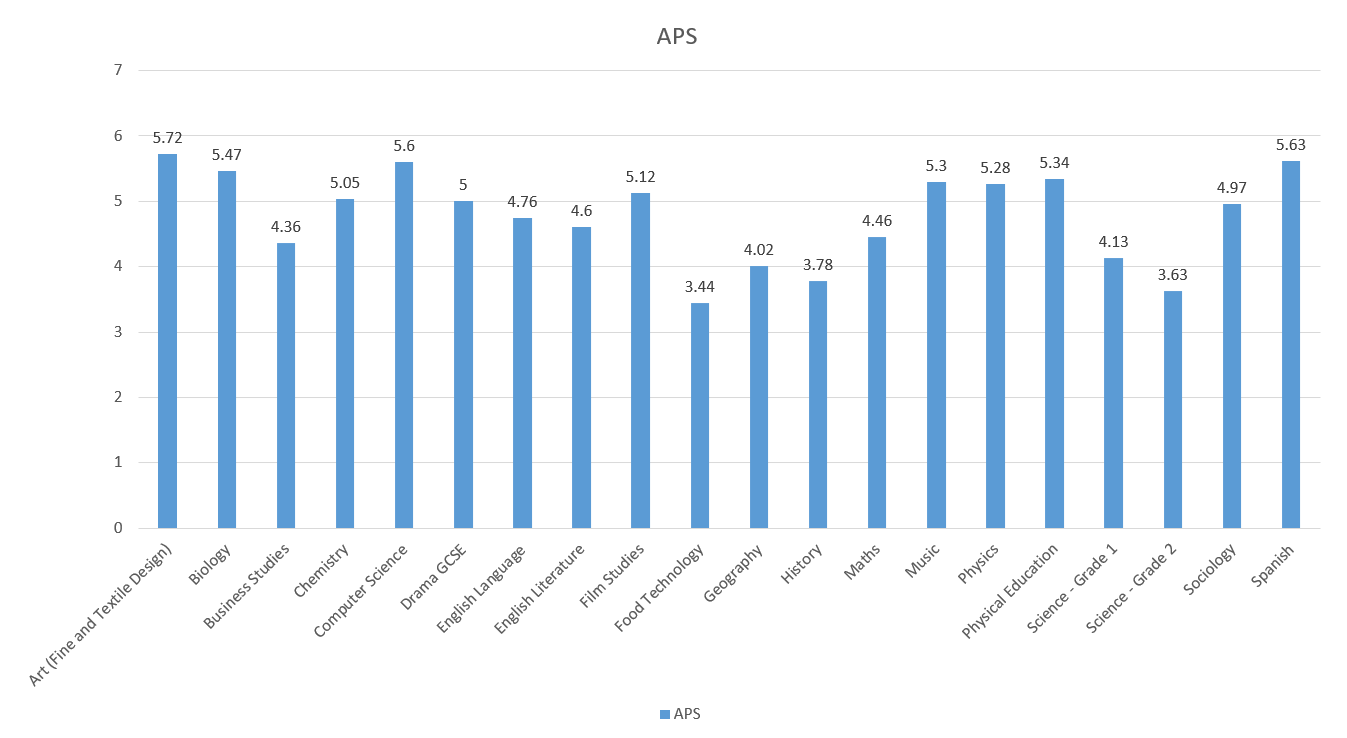 APS
7
6
5
4
3
2
1
0
5.72
5.47
4.36
5.05
5.6
5
4.76
4.6
5.12
3.44
4.02
3.78
4.46
5.3
5.28
5.34
4.13
3.63
4.97
5.63
Art (Fine and Textile Design)
Biology
Business Studies
Chemistry
Computer Science
Drama GCSE
English Language
English Literature
Film Studies
Food Technology
Geography
History
Maths
Music
Physics
Physical Education
Science - Grade 1
Science - Grade 2
Sociology
Spanish
APS